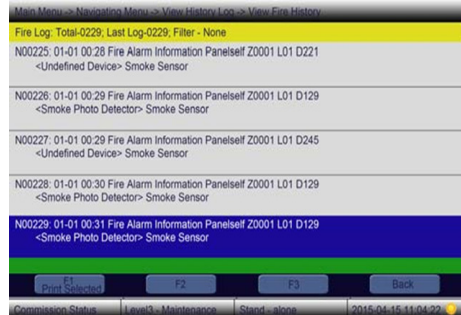 Main Menu -> Navigating Menu -> View History Log -> View Fire History
Fire Log: Total-0229; Last Log-0229; Filter - None
N00225: 01-01 00:28 Fire Alarm Information Panelself Z0001 L01 D221
<Undefined Device> Smoke Sensor
N00226: 01-01 00:29 Fire Alarm Information Panelself Z0001 L01 D129
<Smoke Photo Detector> Smoke Sensor
N00227: 01-01 00:29 Fire Alarm Information Panelself Z0001 L01 D245
<Undefined Device> Smoke Sensor
N00228: 01-01 00:30 Fire Alarm Information Panelself Z0001 L01 D129
<Smoke Photo Detector> Smoke Sensor
N00229: 01-01 00:31 Fire Alarm Information Panelself Z0001 L01 D129
<Smoke Photo Detector> Smoke Sensor
F1
Print Selected
F2
F3
Back
Commission Status
Level3 - Maintenance
Stand - alone
2015-04-15 11:04:22